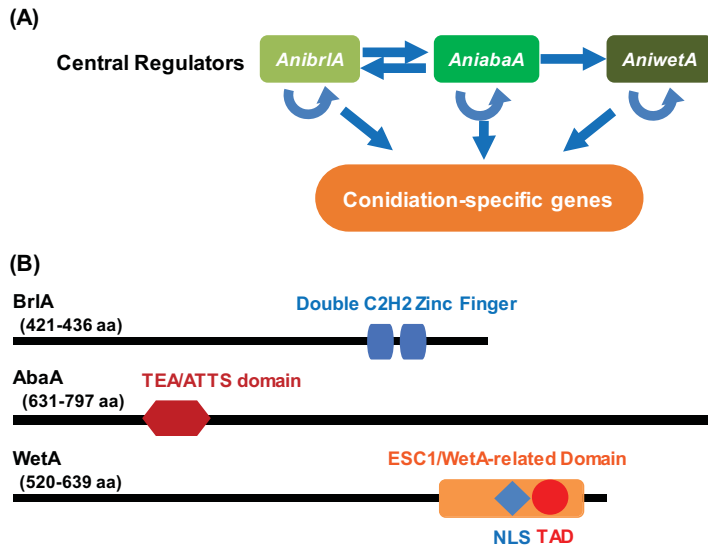 (A)
Central Regulators
AnibrlA
AniabaA
AniwetA
Conidiation-specific genes
(B)
BrlA
(421-436 aa)
Double C2H2 Zinc Finger
AbaA
(631-797 aa)
TEA/ATTS domain
WetA
(520-639 aa)
ESC1/WetA-related Domain
NLS TAD